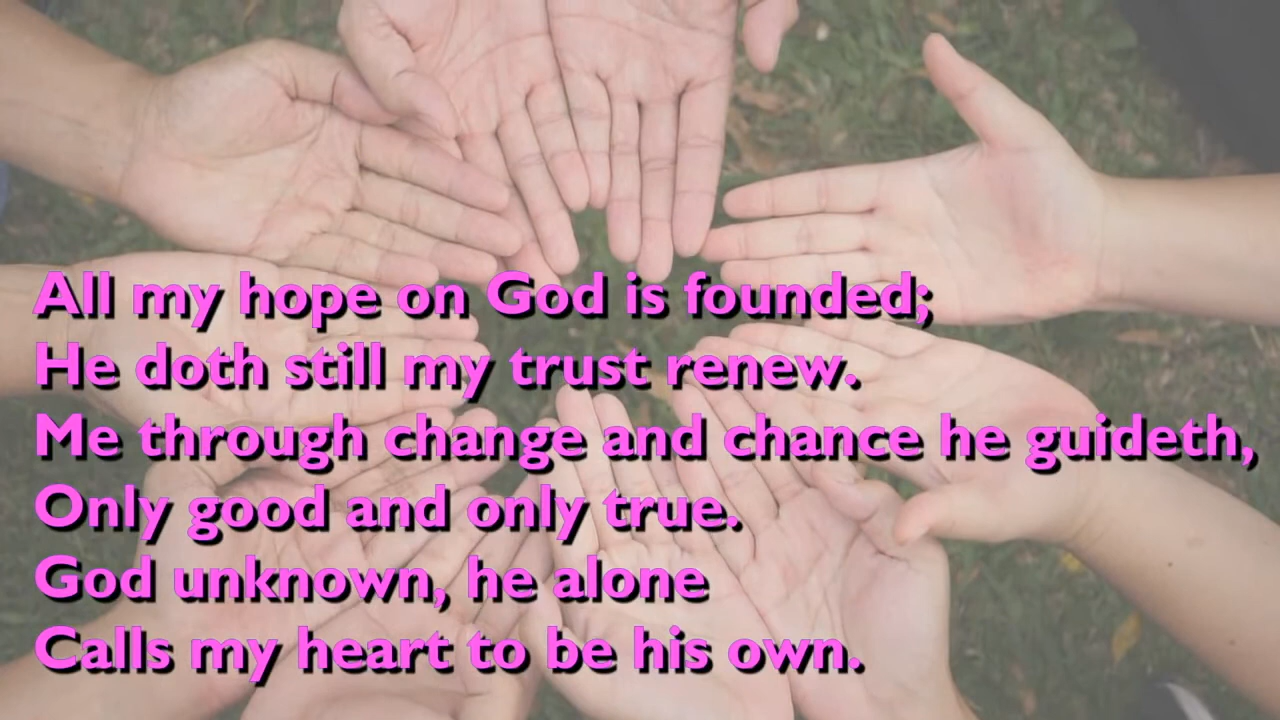 All my hope on God is founded;
He doth still my trust renew.
Me through change and chance he guideth,
Only good and only true.
God unknown, he alone
Calls my heart to be his own.